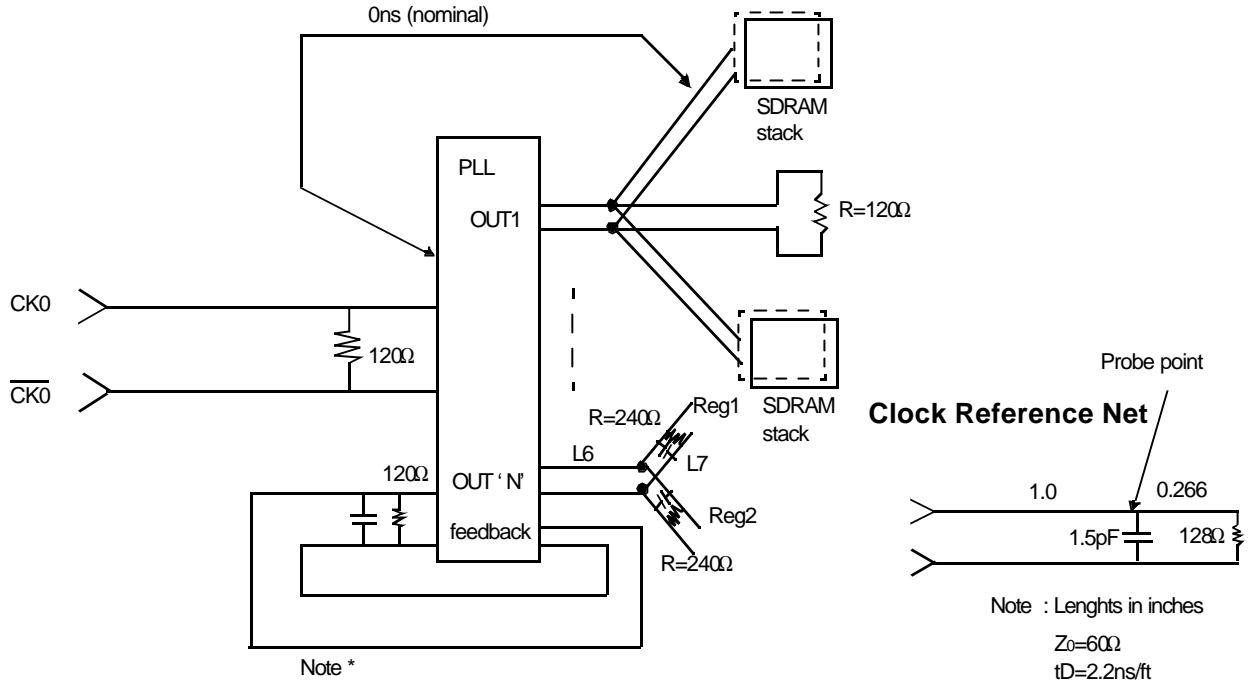 0ns (nominal)
SDRAM
stack
PLL
OUT1
R=120Ω
CK0
120Ω
CK0
Probe point
Reg1
SDRAM
stack
Clock Reference Net
R=240Ω
L6
L7
120Ω
OUT ‘ N’
Reg2
feedback
R=240Ω
1.0
0.266
1.5pF
128Ω
Note : Lenghts in inches
Z0=60Ω
tD=2.2ns/ft
Note *